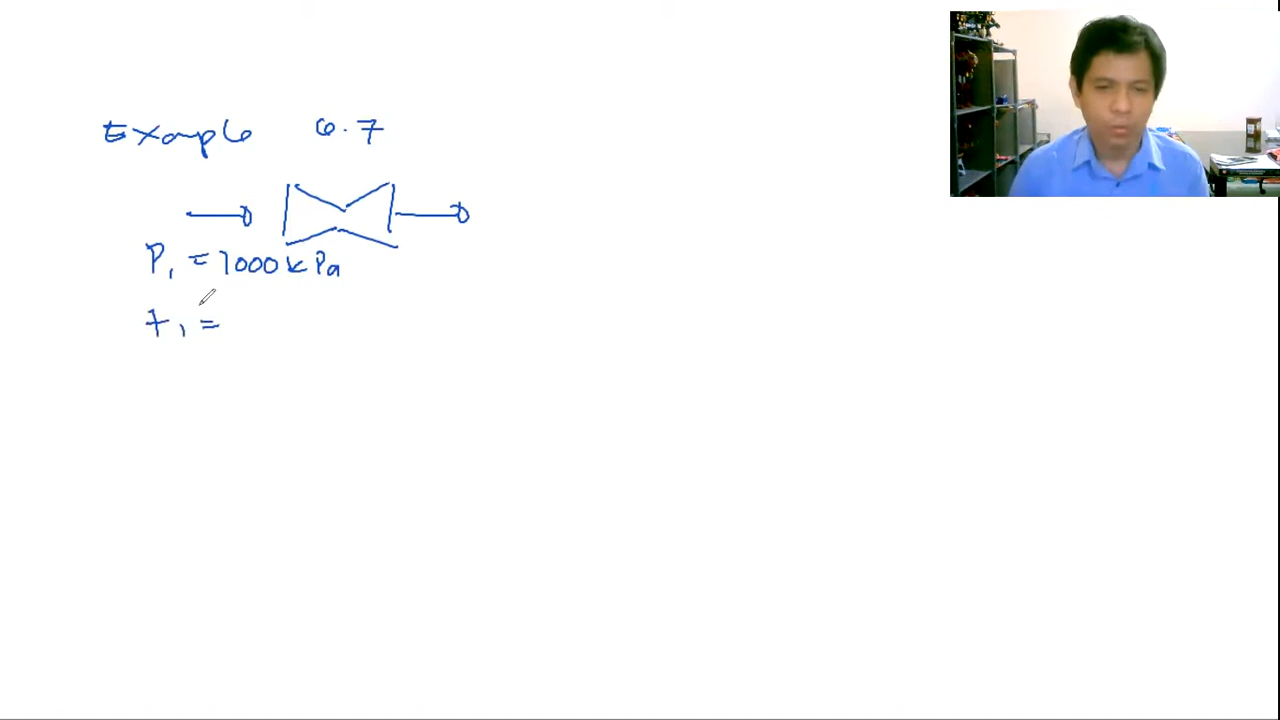 Example 6.7
P₁ = 1000 kPa
t₁ =